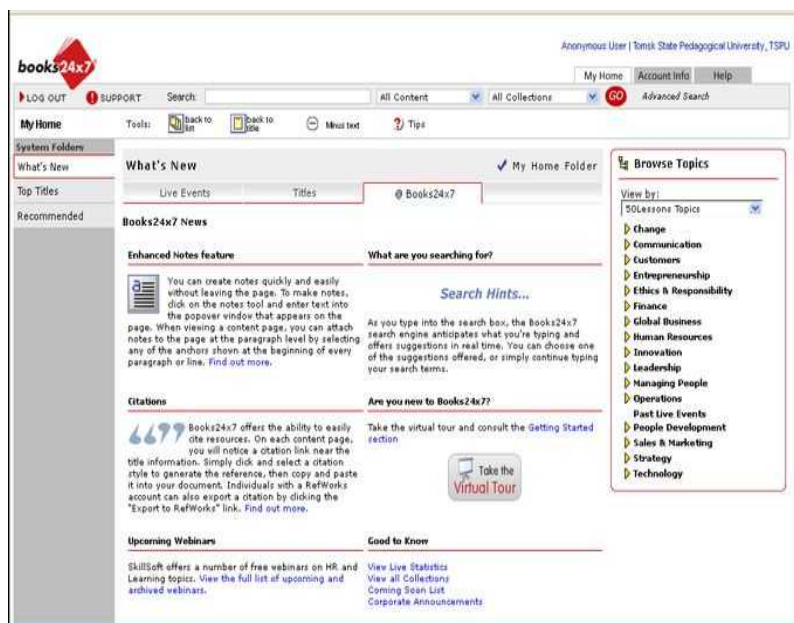 Anonymous User | Tomsk State Pedagogical University, TSPU
books24x7
My Home Account Info Help
LOG OUT SUPPORT Search: All Content All Collections GO Advanced Search
My Home Tools: back to list back to title Minus text Tips
System Folders
What's New
Top Titles
Recommended
What's New My Home Folder
Live Events Titles @ Books24x7
Books24x7 News
Enhanced Notes feature
You can create notes quickly and easily
without leaving the page. To make notes,
click on the notes tool and enter text into
the popover window that appears on the
page. When viewing a content page, you can attach
notes to the page at the paragraph level by selecting
any of the anchors shown at the beginning of every
paragraph or line. Find out more.
What are you searching for?
Search Hints...
As you type into the search box, the Books24x7
search engine anticipates what you're typing and
offers suggestions in real time. You can choose one
of the suggestions offered, or simply continue typing
your search terms.
Citations
Books24x7 offers the ability to easily
cite resources. On each content page,
you will notice a citation link near the
title information. Simply click and select a citation
style to generate the reference, then copy and paste
it into your document. Individuals with a RefWorks
account can also export a citation by clicking the
"Export to RefWorks" link. Find out more.
Are you new to Books24x7?
Take the virtual tour and consult the Getting Started
section
Take the
Virtual Tour
Upcoming Webinars
SkillSoft offers a number of free webinars on HR and
Learning topics. View the full list of upcoming and
archived webinars.
Good to Know
View Live Statistics
View all Collections
Coming Soon List
Corporate Announcements
Browse Topics
View by:
50Lessons Topics
Change
Communication
Customers
Entrepreneurship
Ethics & Responsibility
Finance
Global Business
Human Resources
Innovation
Leadership
Managing People
Operations
Past Live Events
People Development
Sales & Marketing
Strategy
Technology